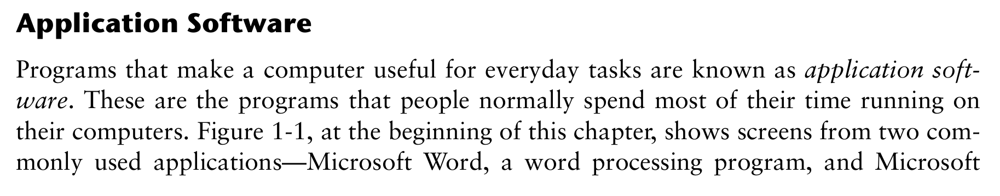 Application Software
Programs that make a computer useful for everyday tasks are known as application soft-
ware. These are the programs that people normally spend most of their time running on
their computers. Figure 1-1, at the beginning of this chapter, shows screens from two com-
monly used applications—Microsoft Word, a word processing program, and Microsoft